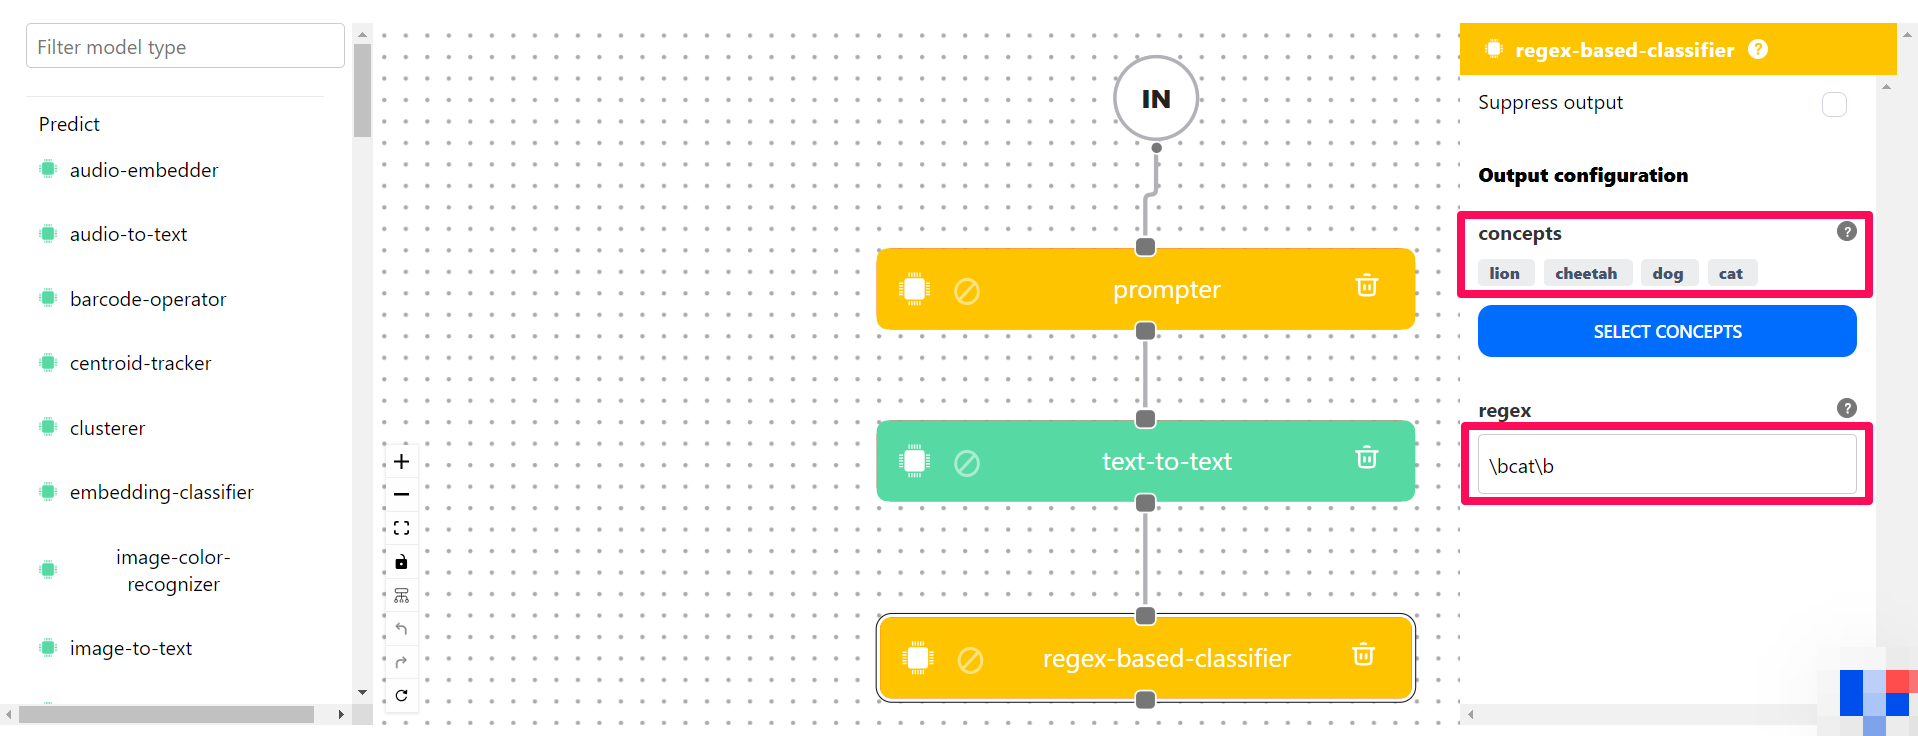 Filter model type
Predict
audio-embedder
audio-to-text
barcode-operator
centroid-tracker
clusterer
embedding-classifier
image-color-
recognizer
image-to-text
IN
prompter
text-to-text
regex-based-classifier
regex-based-classifier ?
Suppress output
Output configuration
concepts ?
lion cheetah dog cat
SELECT CONCEPTS
regex ?
\bcat\b